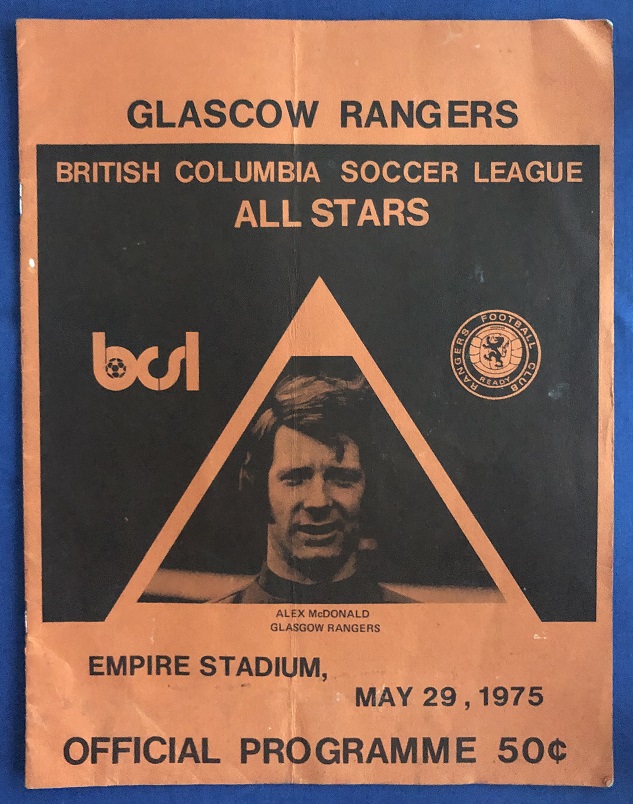 GLASCOW RANGERS
BRITISH COLUMBIA SOCCER LEAGUE
ALL STARS
bcsl
RANGERS FOOTBALL CLUB
READY
ALEX McDONALD
GLASGOW RANGERS
EMPIRE STADIUM,
MAY 29, 1975
OFFICIAL PROGRAMME 50¢